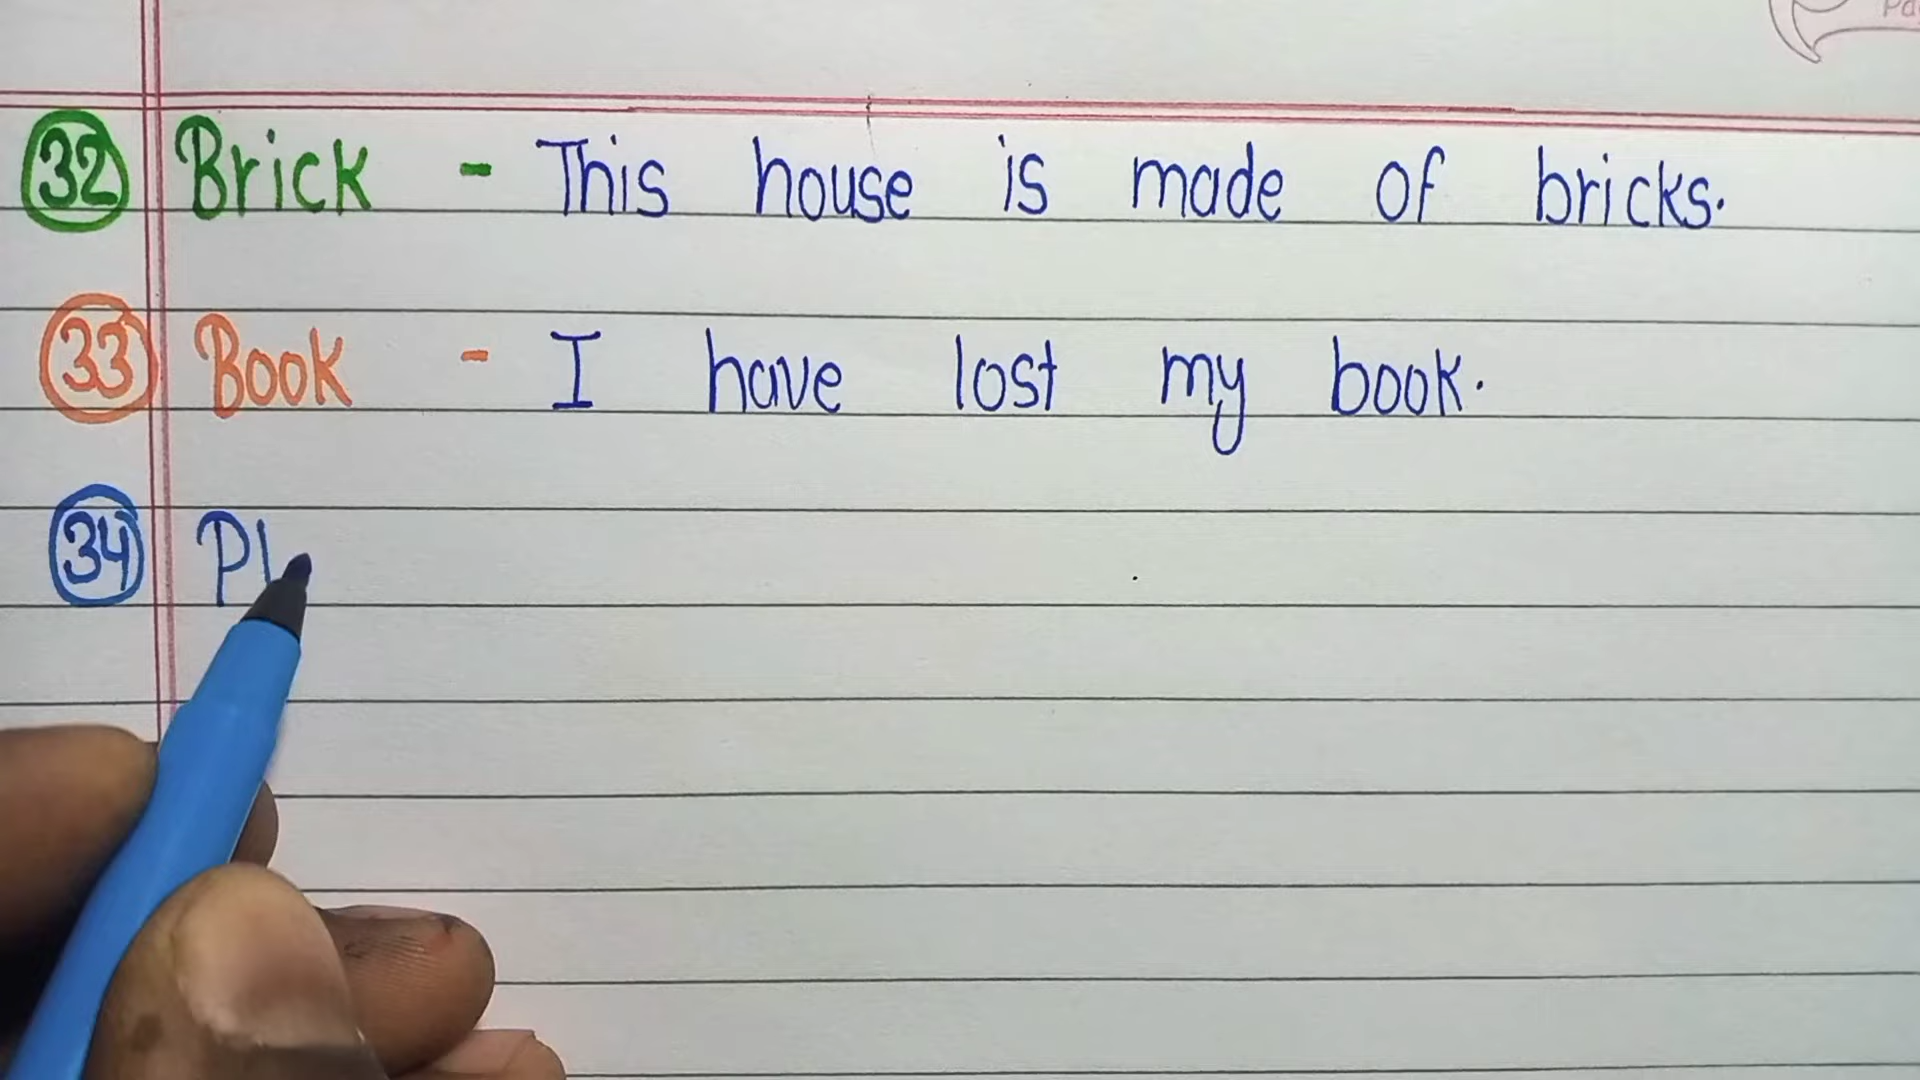 32 Brick - This house is made of bricks.
33 Book - I have lost my book.
34 Pl